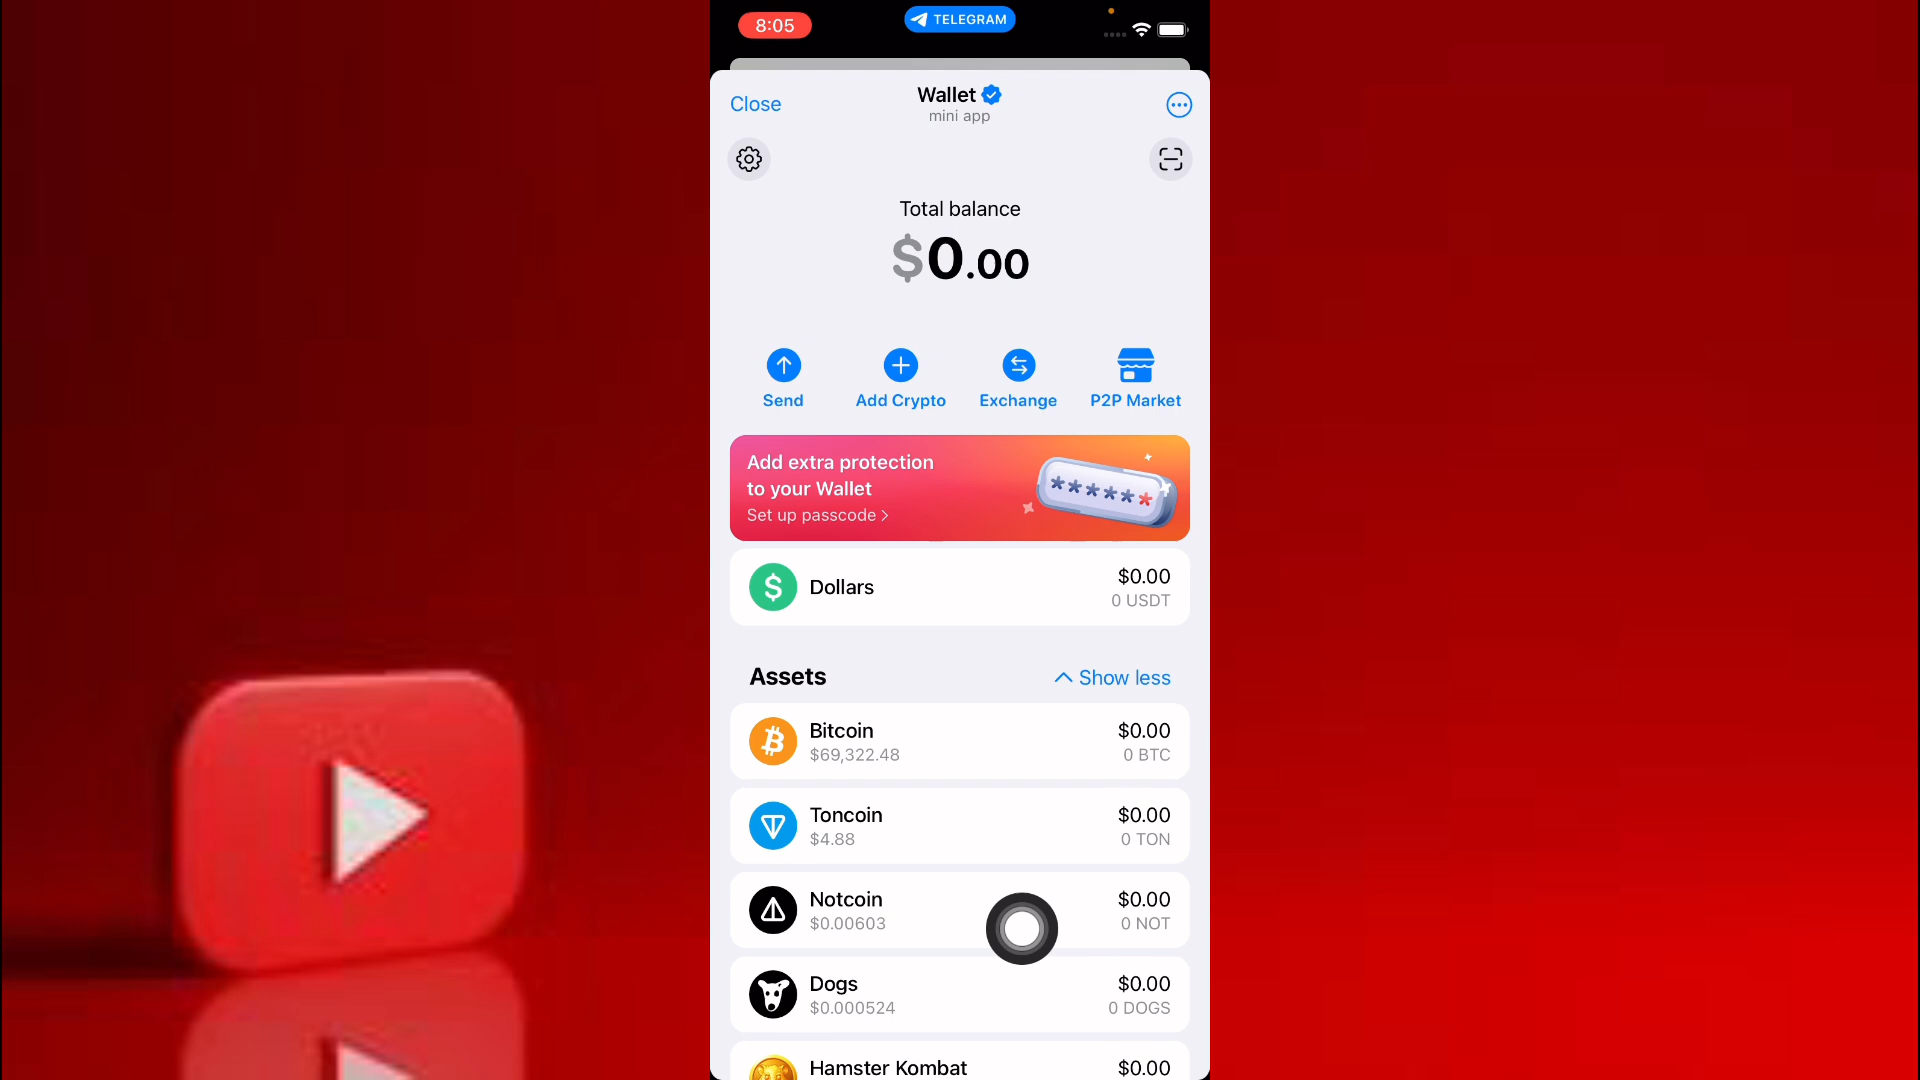 8:05
TELEGRAM
Close
Wallet
mini app
Total balance
$0.00
Send
Add Crypto
Exchange
P2P Market
Add extra protection
to your Wallet
Set up passcode >
******
$
Dollars
$0.00
0 USDT
Assets
Show less
Bitcoin
$69,322.48
$0.00
0 BTC
Toncoin
$4.88
$0.00
0 TON
Notcoin
$0.00603
$0.00
0 NOT
Dogs
$0.000524
$0.00
0 DOGS
Hamster Kombat
$0.00